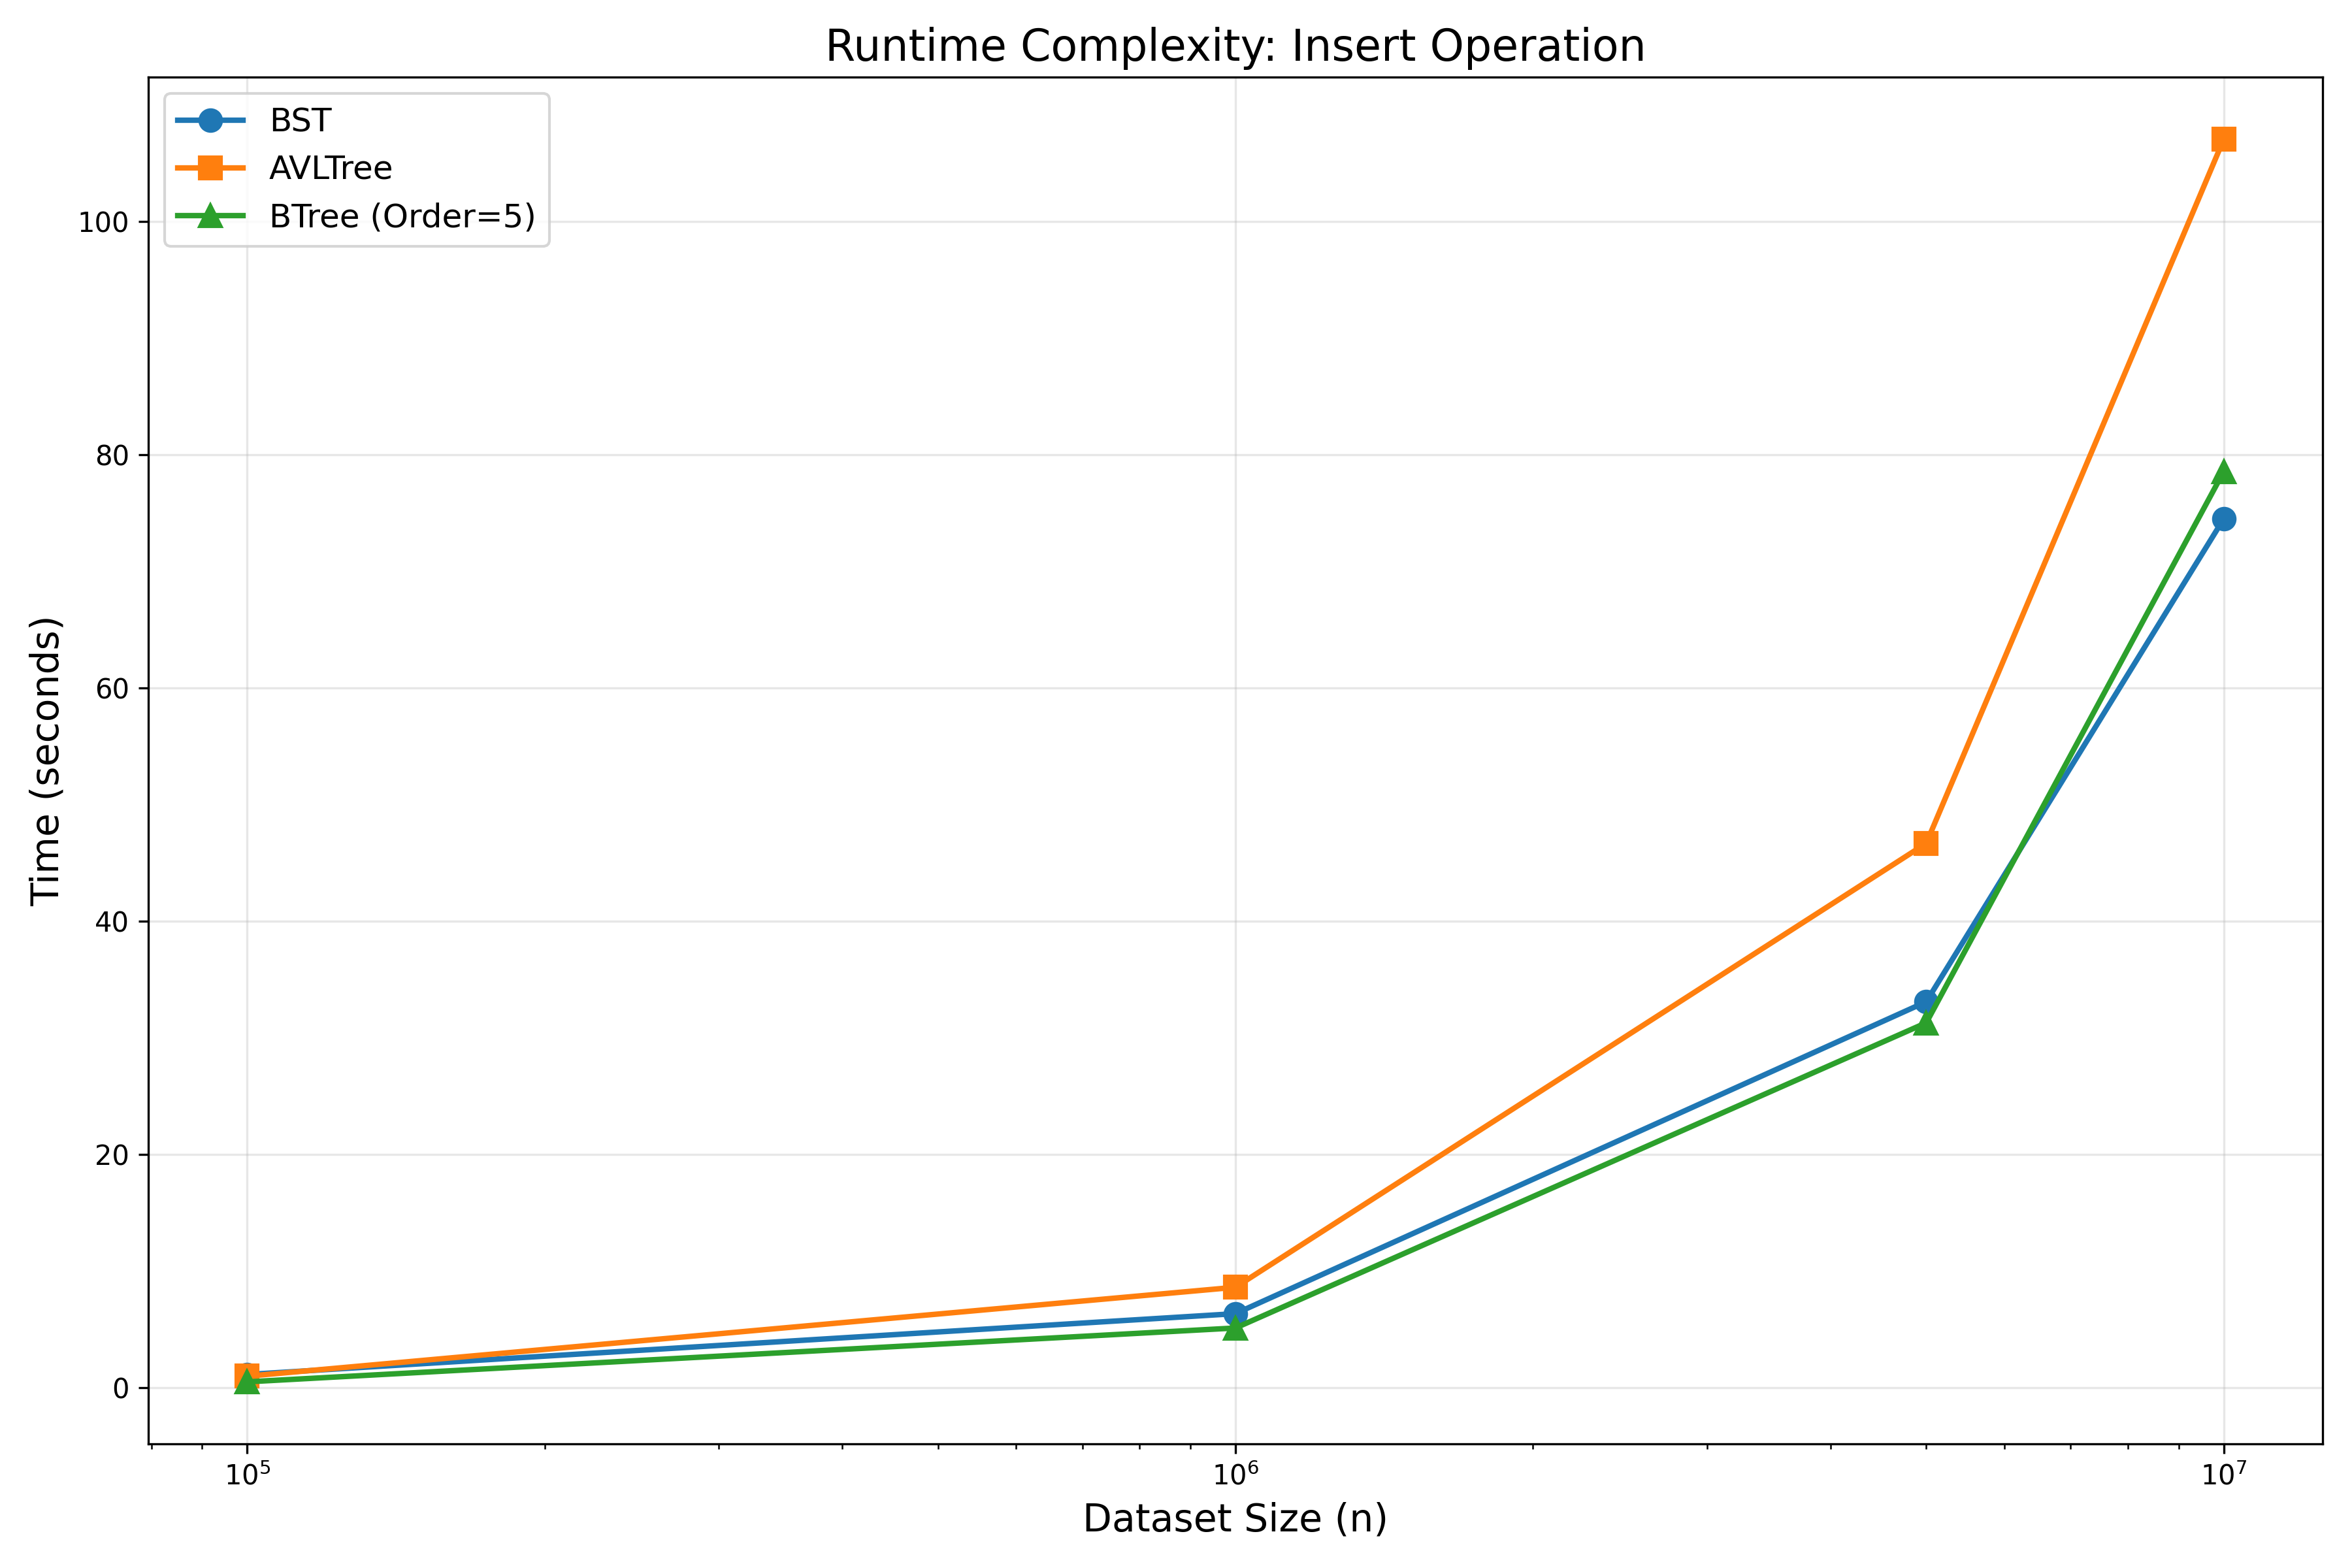 Runtime Complexity: Insert Operation
BST
AVLTree
BTree (Order=5)
100
80
60
40
20
0
Time (seconds)
10⁵
10⁶
10⁷
Dataset Size (n)